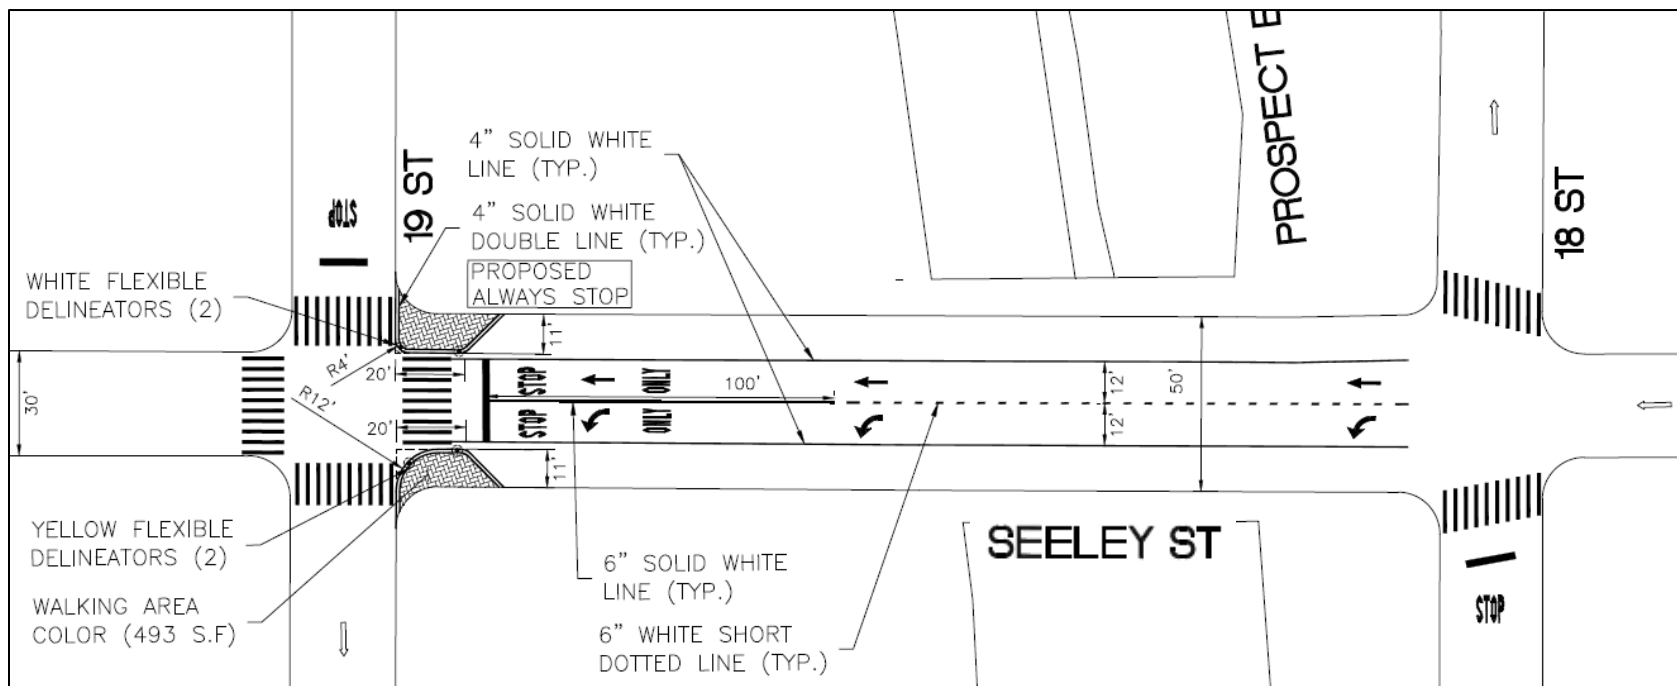 PROSPECT E
4” SOLID WHITE
LINE (TYP.)
19 ST
STOP
4” SOLID WHITE
DOUBLE LINE (TYP.)
PROPOSED
ALWAYS STOP
18 ST
WHITE FLEXIBLE
DELINEATORS (2)
11'
R4'
20'
STOP
ONLY
100'
12'
50'
30'
R12'
20'
STOP
ONLY
12'
11'
YELLOW FLEXIBLE
DELINEATORS (2)
SEELEY ST
6” SOLID WHITE
LINE (TYP.)
STOP
WALKING AREA
COLOR (493 S.F)
6” WHITE SHORT
DOTTED LINE (TYP.)